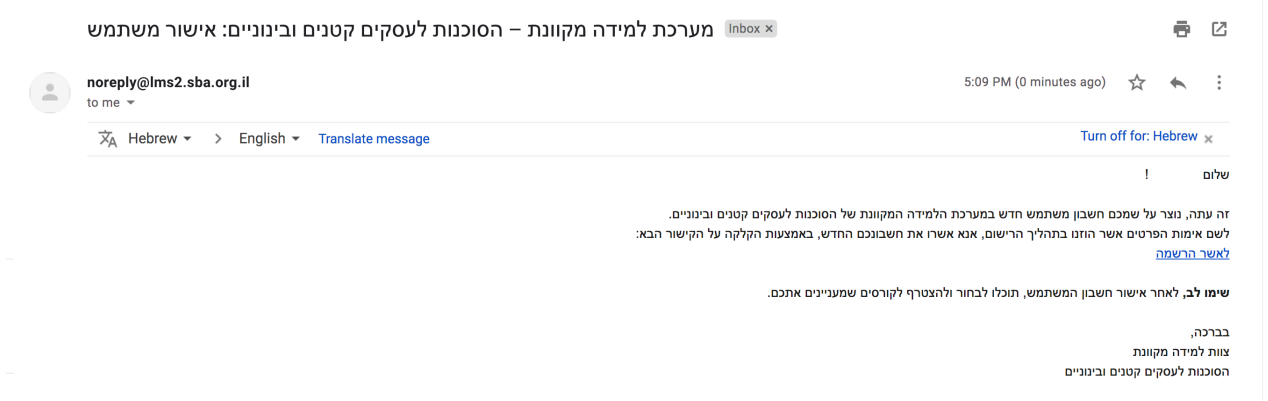 מערכת למידה מקוונת – הסוכנות לעסקים קטנים ובינוניים: אישור משתמש Inbox ×
noreply@lms2.sba.org.il 5:09 PM (0 minutes ago)
to me
Hebrew > English Translate message Turn off for: Hebrew ×
שלום !
זה עתה, נוצר על שמכם חשבון משתמש חדש במערכת הלמידה המקוונת של הסוכנות לעסקים קטנים ובינוניים.
לשם אימות הפרטים אשר הוזנו בתהליך הרישום, אנא אשרו את חשבונכם החדש, באמצעות הקלקה על הקישור הבא:
לאשר הרשמה
שימו לב, לאחר אישור חשבון המשתמש, תוכלו לבחור ולהצטרף לקורסים שמעניינים אתכם.
בברכה,
צוות למידה מקוונת
הסוכנות לעסקים קטנים ובינוניים